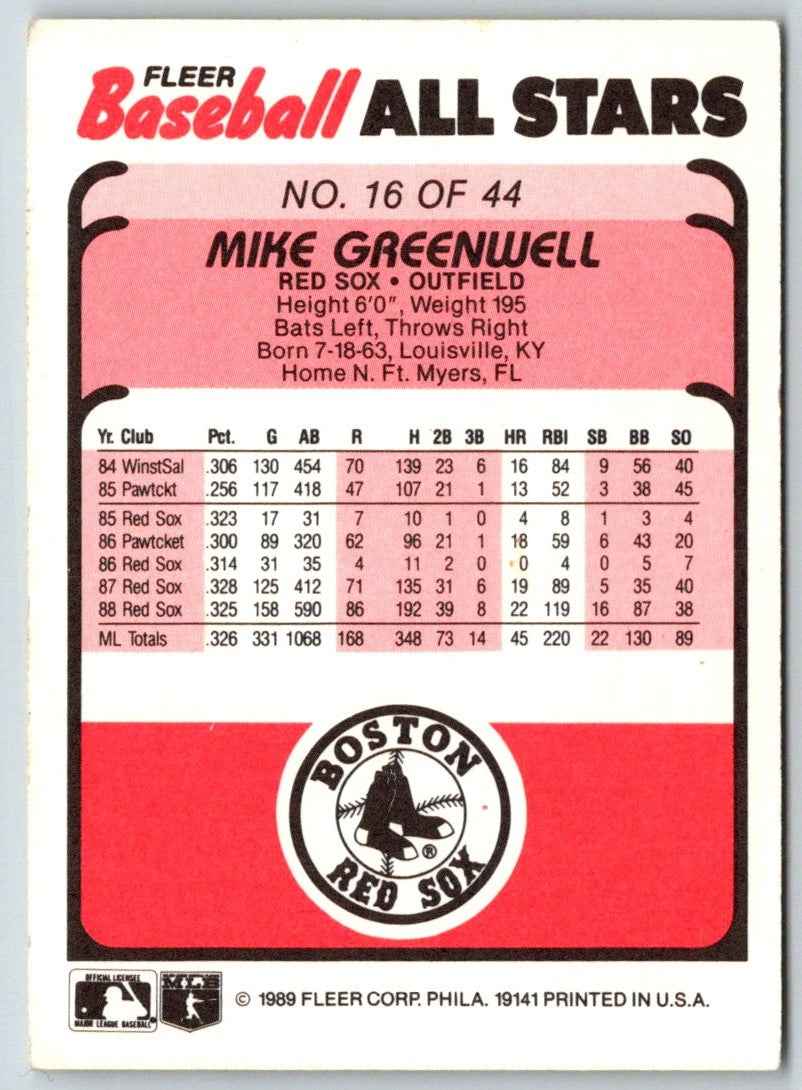 FLEER
Baseball ALL STARS
NO. 16 OF 44
MIKE GREENWELL
RED SOX • OUTFIELD
Height 6'0", Weight 195
Bats Left, Throws Right
Born 7-18-63, Louisville, KY
Home N. Ft. Myers, FL
Yr. Club Pct. G AB R H 2B 3B HR RBI SB BB SO
84 WinstSal .306 130 454 70 139 23 6 16 84 9 56 40
85 Pawtckt .256 117 418 47 107 21 1 13 52 3 38 45
85 Red Sox .323 17 31 7 10 1 0 4 8 1 3 4
86 Pawtcket .300 89 320 62 96 21 1 18 59 6 43 20
86 Red Sox .314 31 35 4 11 2 0 0 4 0 5 7
87 Red Sox .328 125 412 71 135 31 6 19 89 5 35 40
88 Red Sox .325 158 590 86 192 39 8 22 119 16 87 38
ML Totals .326 331 1068 168 348 73 14 45 220 22 130 89
BOSTON
®
RED SOX
OFFICIAL LICENSEE
MAJOR LEAGUE BASEBALL
MLB
© 1989 FLEER CORP. PHILA. 19141 PRINTED IN U.S.A.